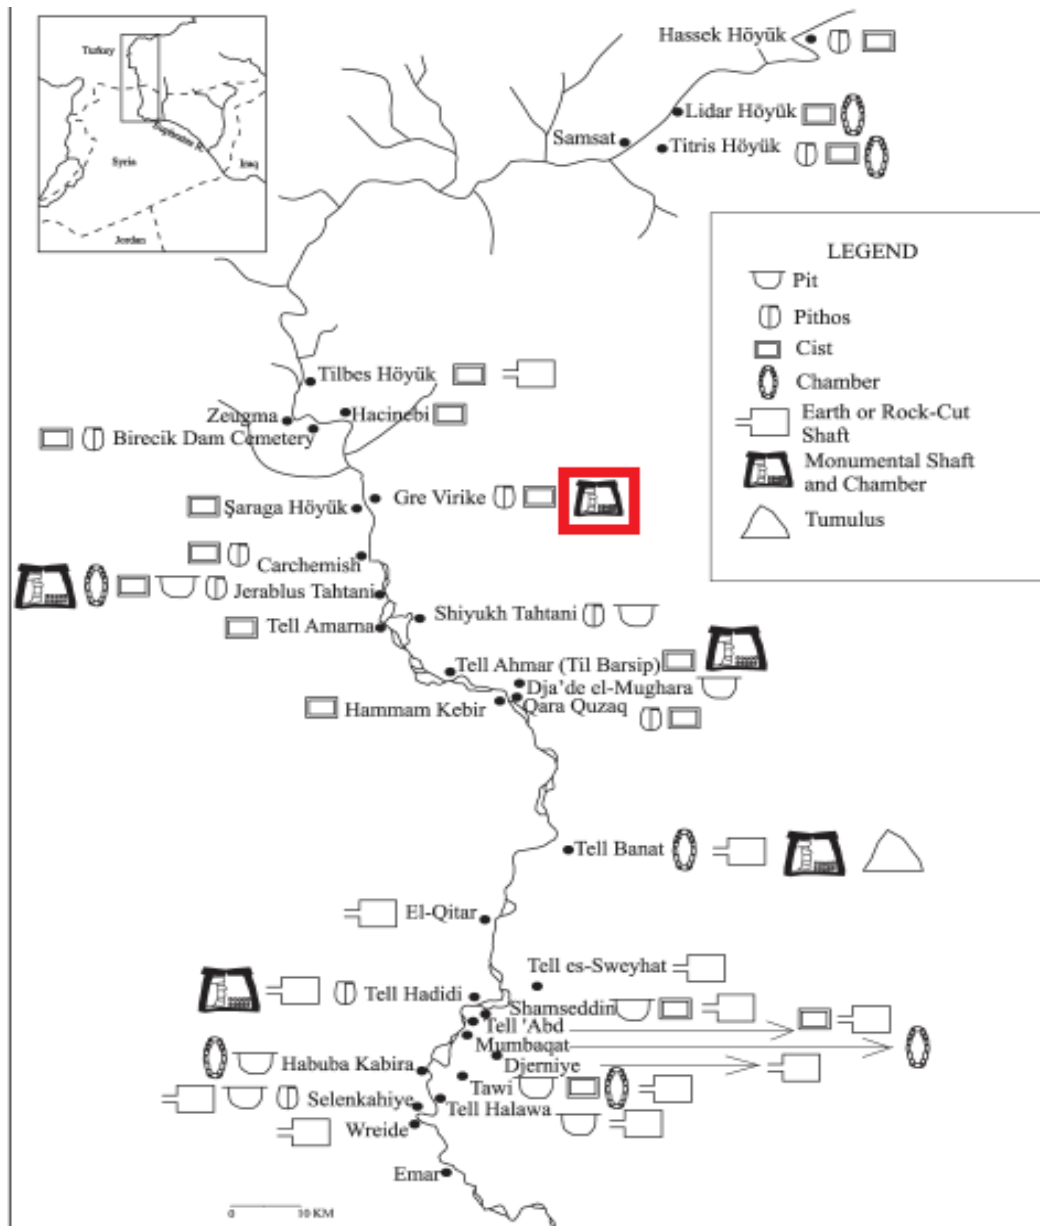 Turkey
Euphrates R.
Syria
Iraq
Jordan
Hassek Höyük
Lidar Höyük
Samsat
Titris Höyük
LEGEND
Pit
Pithos
Cist
Chamber
Earth or Rock-Cut
Shaft
Monumental Shaft
and Chamber
Tumulus
Tilbes Höyük
Zeugma
Hacinebi
Birecik Dam Cemetery
Gre Virike
Şaraga Höyük
Carchemish
Jerablus Tahtani
Shiyukh Tahtani
Tell Amarna
Tell Ahmar (Til Barsip)
Dja'de el-Mughara
Qara Quzaq
Hammam Kebir
Tell Banat
El-Qitar
Tell es-Sweyhat
Tell Hadidi
Shamseddin
Tell 'Abd
Mumbaqat
Djerniye
Habuba Kabira
Tawi
Selenkahiye
Tell Halawa
Wreide
Emar
0 10 KM